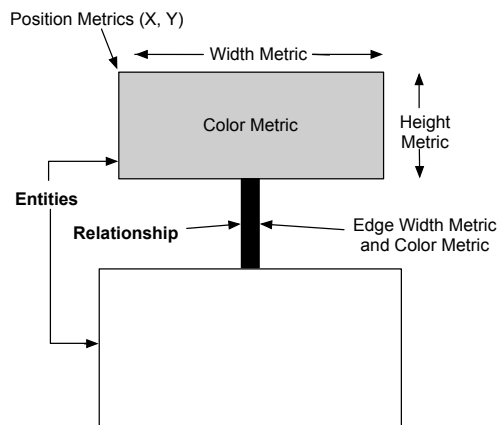 Position Metrics (X, Y)
Width Metric
Color Metric
Height
Metric
Entities
Relationship
Edge Width Metric
and Color Metric